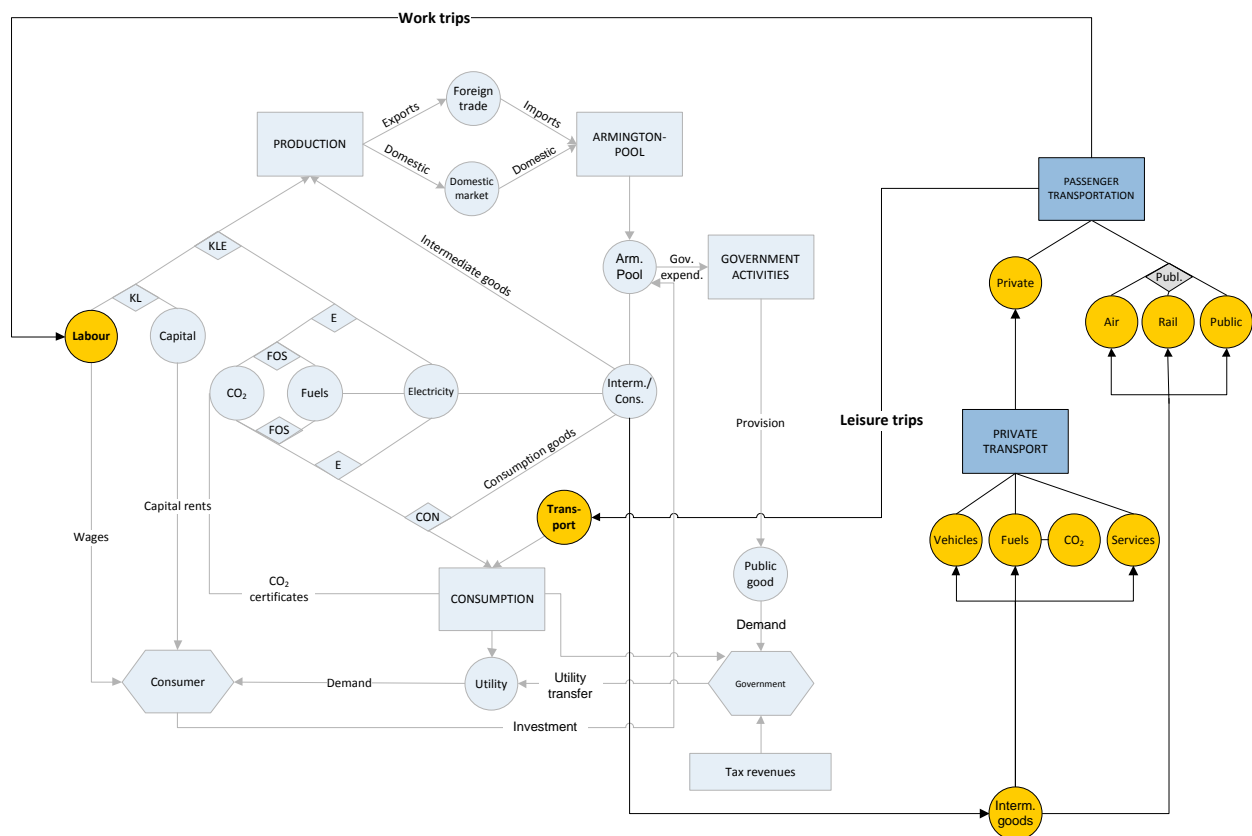 Work trips
Foreign
trade
Exports
Imports
PRODUCTION
ARMINGTON-
POOL
Domestic
Domestic
Domestic
market
PASSENGER
TRANSPORTATION
KLE
Intermediate goods
Arm.
Pool
Gov.
expend.
GOVERNMENT
ACTIVITIES
Publ.
Private
KL
E
Air
Rail
Public
Labour
Capital
FOS
CO₂
Fuels
Electricity
Interm./
Cons.
FOS
Leisure trips
Provision
PRIVATE
TRANSPORT
E
Consumption goods
Capital rents
CON
Trans-
port
Wages
Vehicles
Fuels
CO₂
Services
Public
good
CO₂
certificates
CONSUMPTION
Demand
Consumer
Demand
Utility
Utility
transfer
Government
Investment
Tax revenues
Interm.
goods